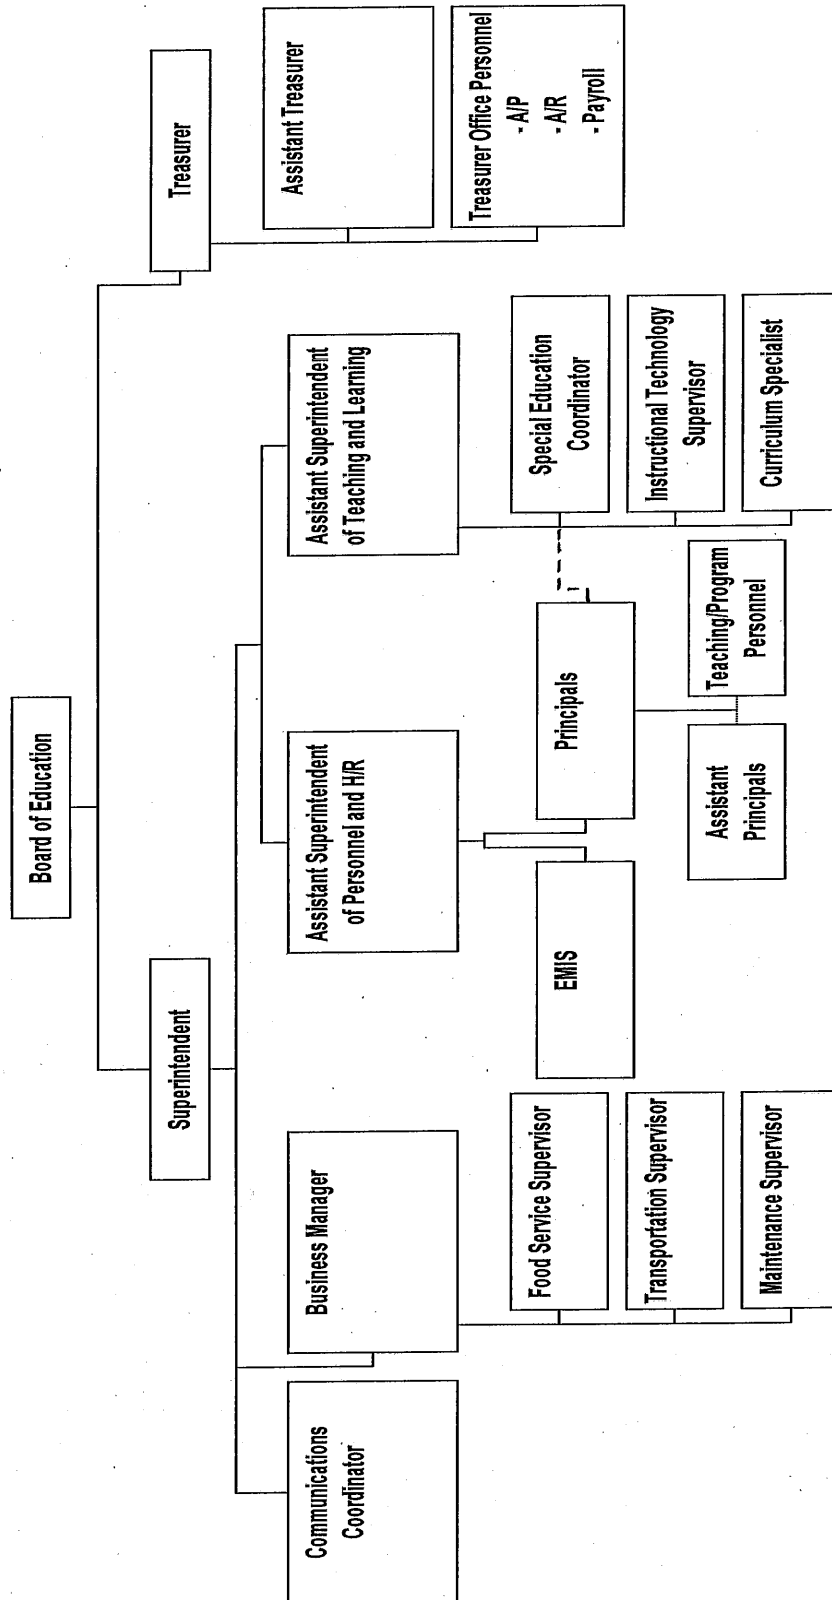 Board of Education
Superintendent
Treasurer
Communications
Coordinator
Business Manager
Assistant Superintendent
of Personnel and H/R
Assistant Superintendent
of Teaching and Learning
Assistant Treasurer
Treasurer Office Personnel
- A/P
- A/R
- Payroll
Food Service Supervisor
Transportation Supervisor
Maintenance Supervisor
EMIS
Principals
Assistant
Principals
Teaching/Program
Personnel
Special Education
Coordinator
Instructional Technology
Supervisor
Curriculum Specialist